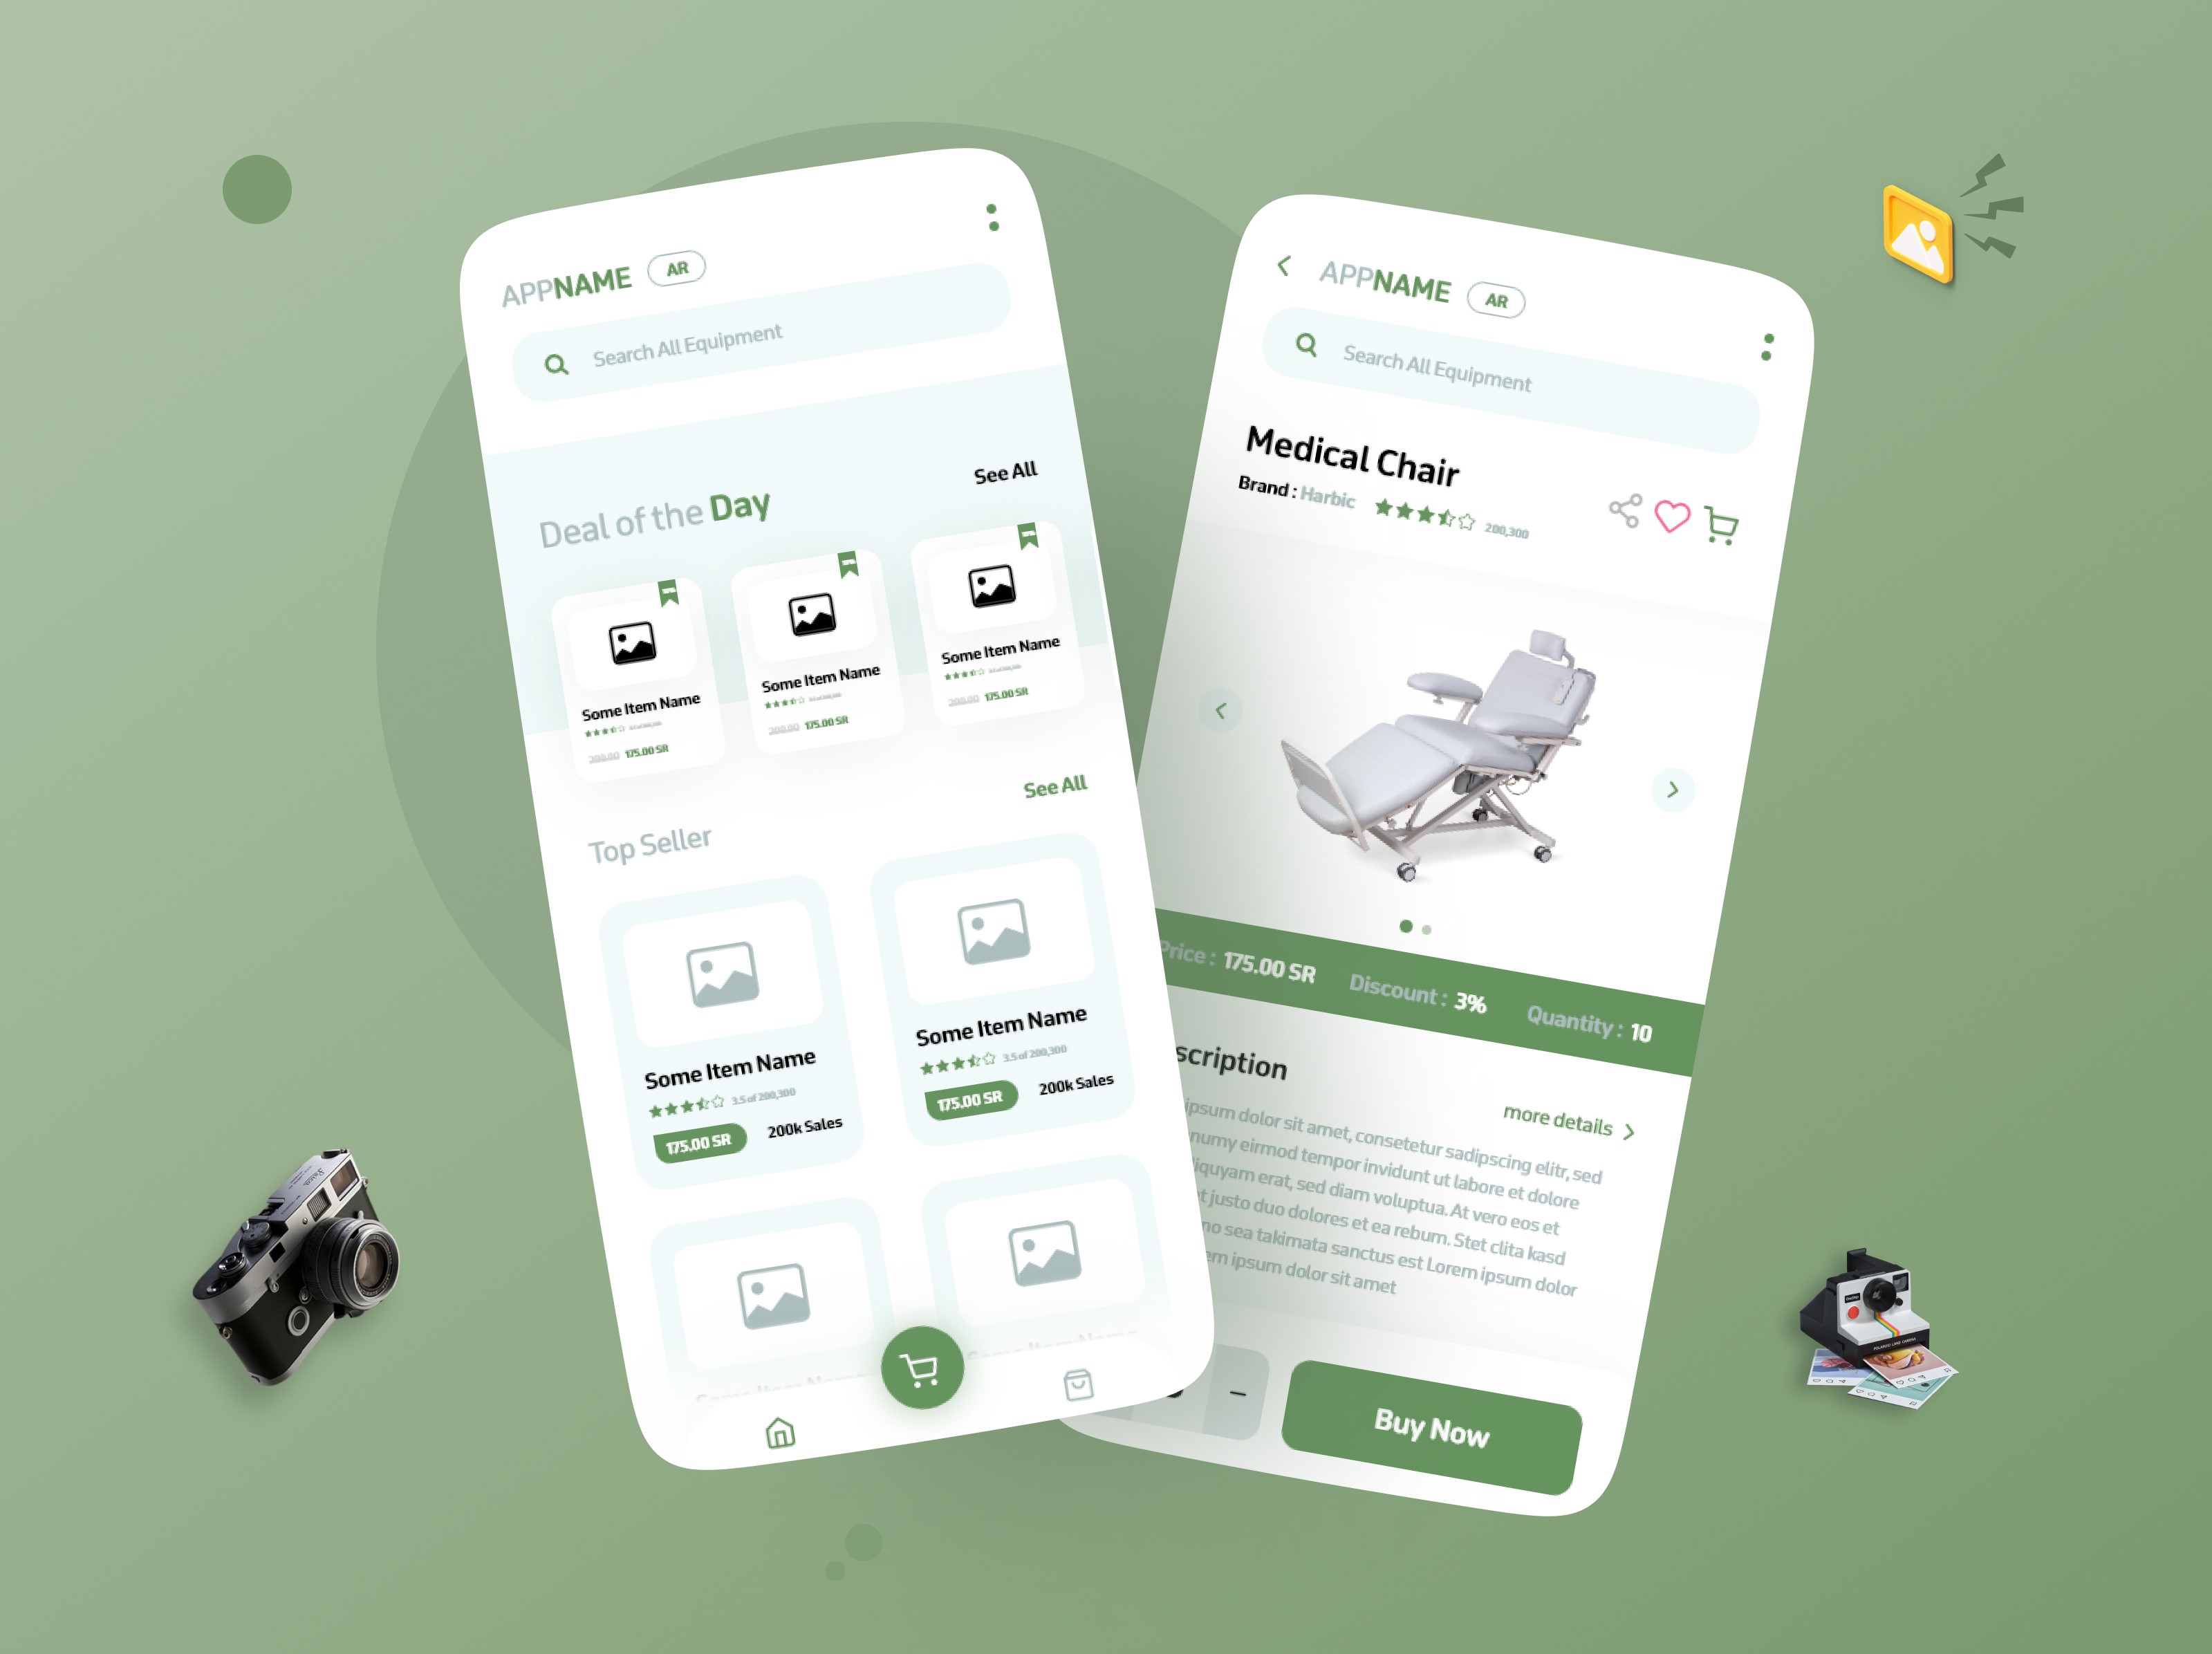 APPNAME AR
Search All Equipment
Deal of the Day
See All
Some Item Name
200.00 175.00 SR
Some Item Name
200.00 175.00 SR
Some Item Name
200.00 175.00 SR
Top Seller
See All
Some Item Name
3.5 of 200,300
175.00 SR
200k Sales
Some Item Name
3.5 of 200,300
175.00 SR
200k Sales
Some Item Name
Some Item Name
APPNAME AR
Search All Equipment
Medical Chair
Brand : Harbic
200,300
Price : 175.00 SR
Discount : 3%
Quantity : 10
scription
more details
ipsum dolor sit amet, consetetur sadipscing elitr, sed
numy eirmod tempor invidunt ut labore et dolore
liquyam erat, sed diam voluptua. At vero eos et
t justo duo dolores et ea rebum. Stet clita kasd
no sea takimata sanctus est Lorem ipsum dolor
em ipsum dolor sit amet
Buy Now